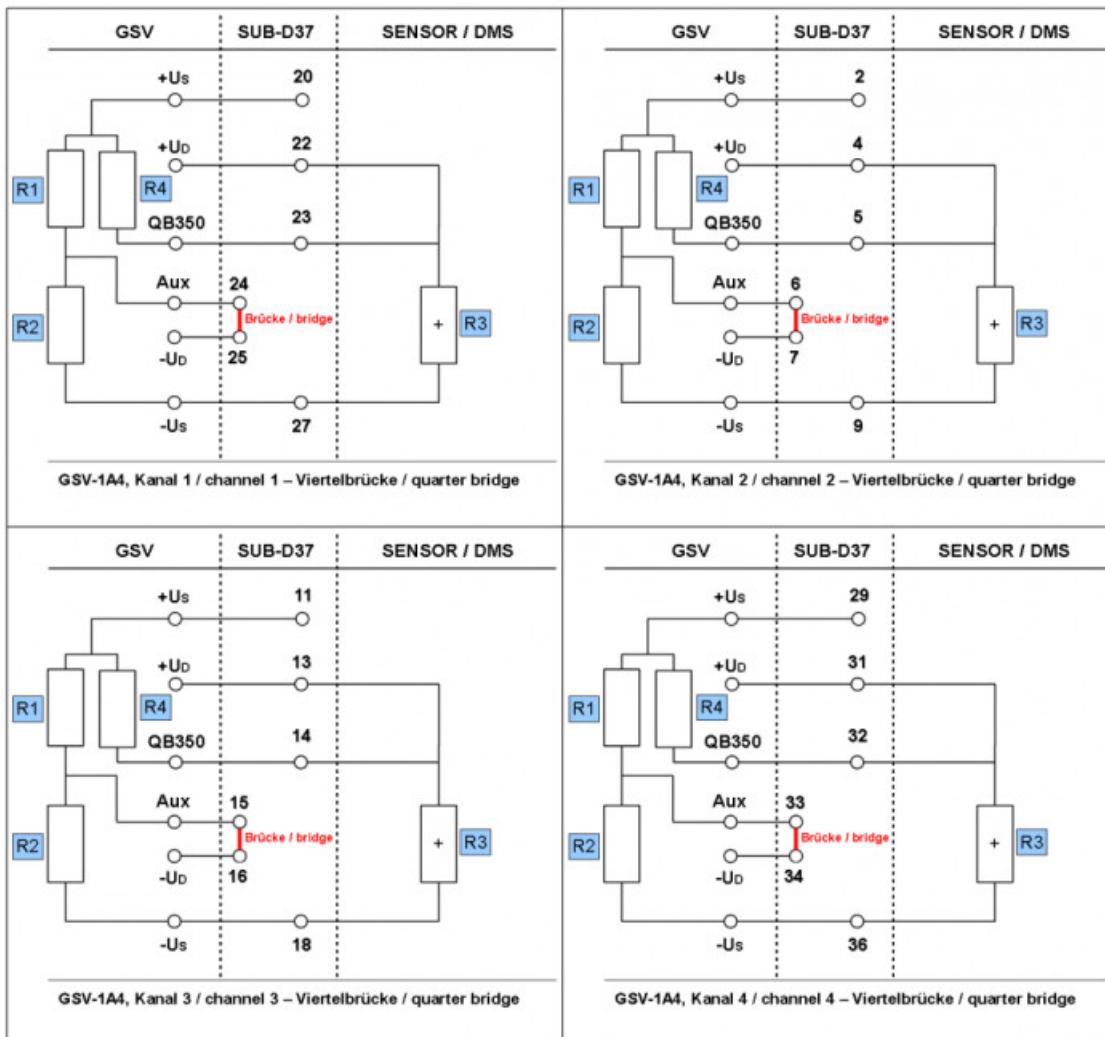 GSV SUB-D37 SENSOR / DMS
+Us 20
+UD 22
R1 R4
QB350 23
Aux 24
R2 Brücke / bridge + R3
-UD 25
-Us 27
GSV-1A4, Kanal 1 / channel 1 – Viertelbrücke / quarter bridge
GSV SUB-D37 SENSOR / DMS
+Us 2
+UD 4
R1 R4
QB350 5
Aux 6
R2 Brücke / bridge + R3
-UD 7
-Us 9
GSV-1A4, Kanal 2 / channel 2 – Viertelbrücke / quarter bridge
GSV SUB-D37 SENSOR / DMS
+Us 11
+UD 13
R1 R4
QB350 14
Aux 15
R2 Brücke / bridge + R3
-UD 16
-Us 18
GSV-1A4, Kanal 3 / channel 3 – Viertelbrücke / quarter bridge
GSV SUB-D37 SENSOR / DMS
+Us 29
+UD 31
R1 R4
QB350 32
Aux 33
R2 Brücke / bridge + R3
-UD 34
-Us 36
GSV-1A4, Kanal 4 / channel 4 – Viertelbrücke / quarter bridge